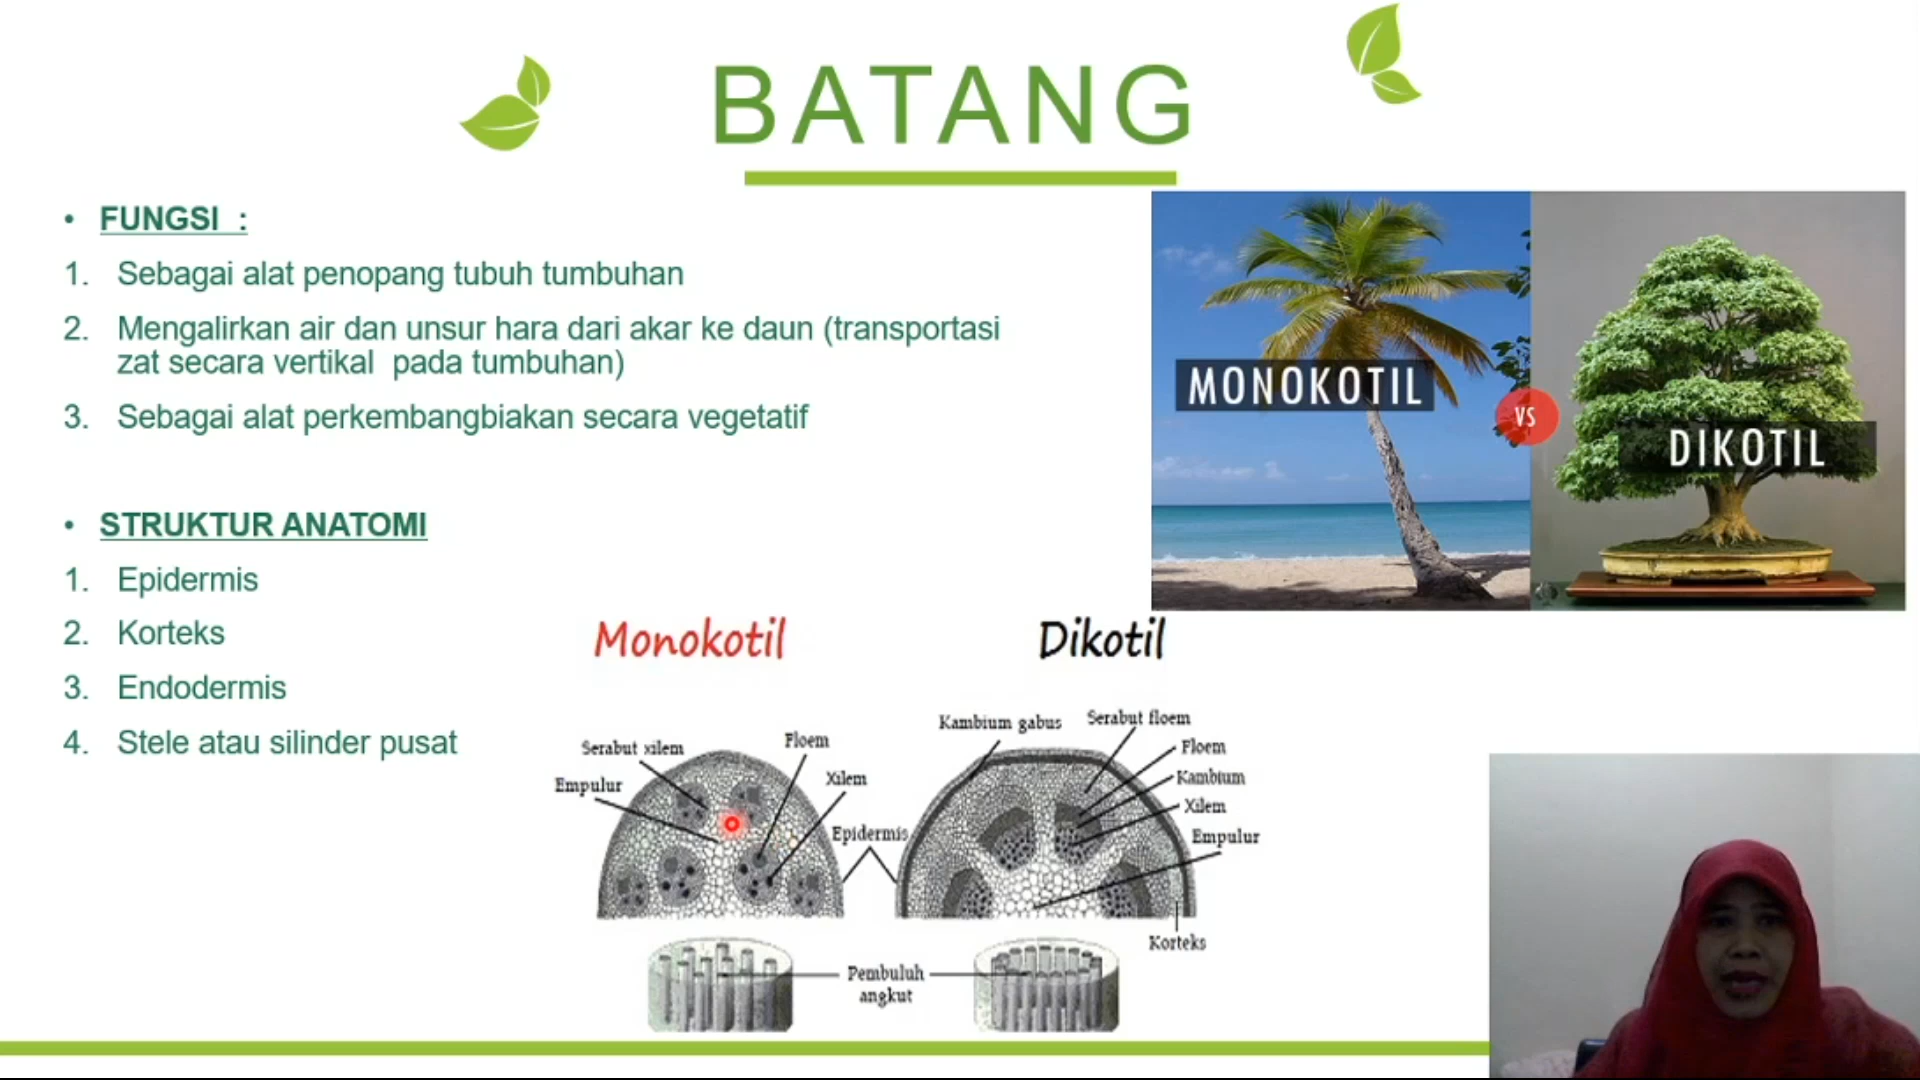 BATANG
• FUNGSI :
1. Sebagai alat penopang tubuh tumbuhan
2. Mengalirkan air dan unsur hara dari akar ke daun (transportasi
zat secara vertikal pada tumbuhan)
3. Sebagai alat perkembangbiakan secara vegetatif
• STRUKTUR ANATOMI
1. Epidermis
2. Korteks
3. Endodermis
4. Stele atau silinder pusat
MONOKOTIL
VS
DIKOTIL
Monokotil
Dikotil
Serabut xilem
Floem
Empulur
Xilem
Epidermis
Kambium gabus
Serabut floem
Floem
Kambium
Xilem
Empulur
Korteks
Pembuluh
angkut